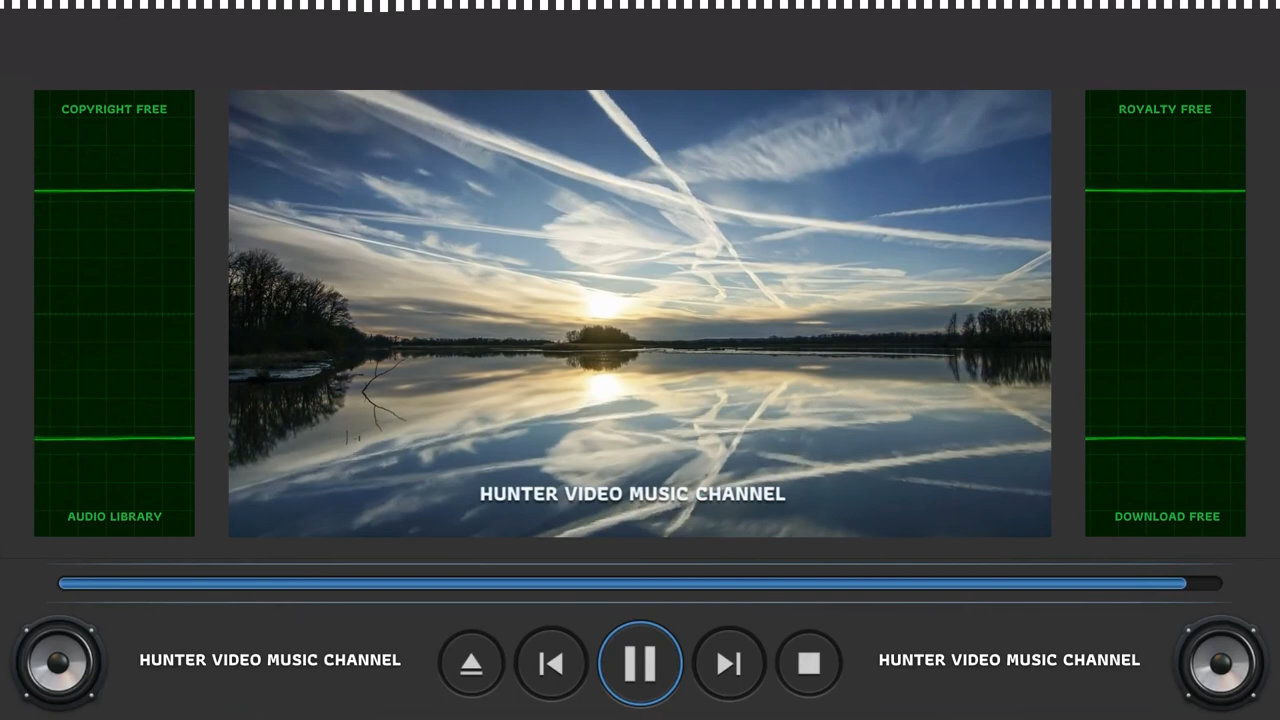 COPYRIGHT FREE
ROYALTY FREE
HUNTER VIDEO MUSIC CHANNEL
AUDIO LIBRARY
DOWNLOAD FREE
HUNTER VIDEO MUSIC CHANNEL
HUNTER VIDEO MUSIC CHANNEL